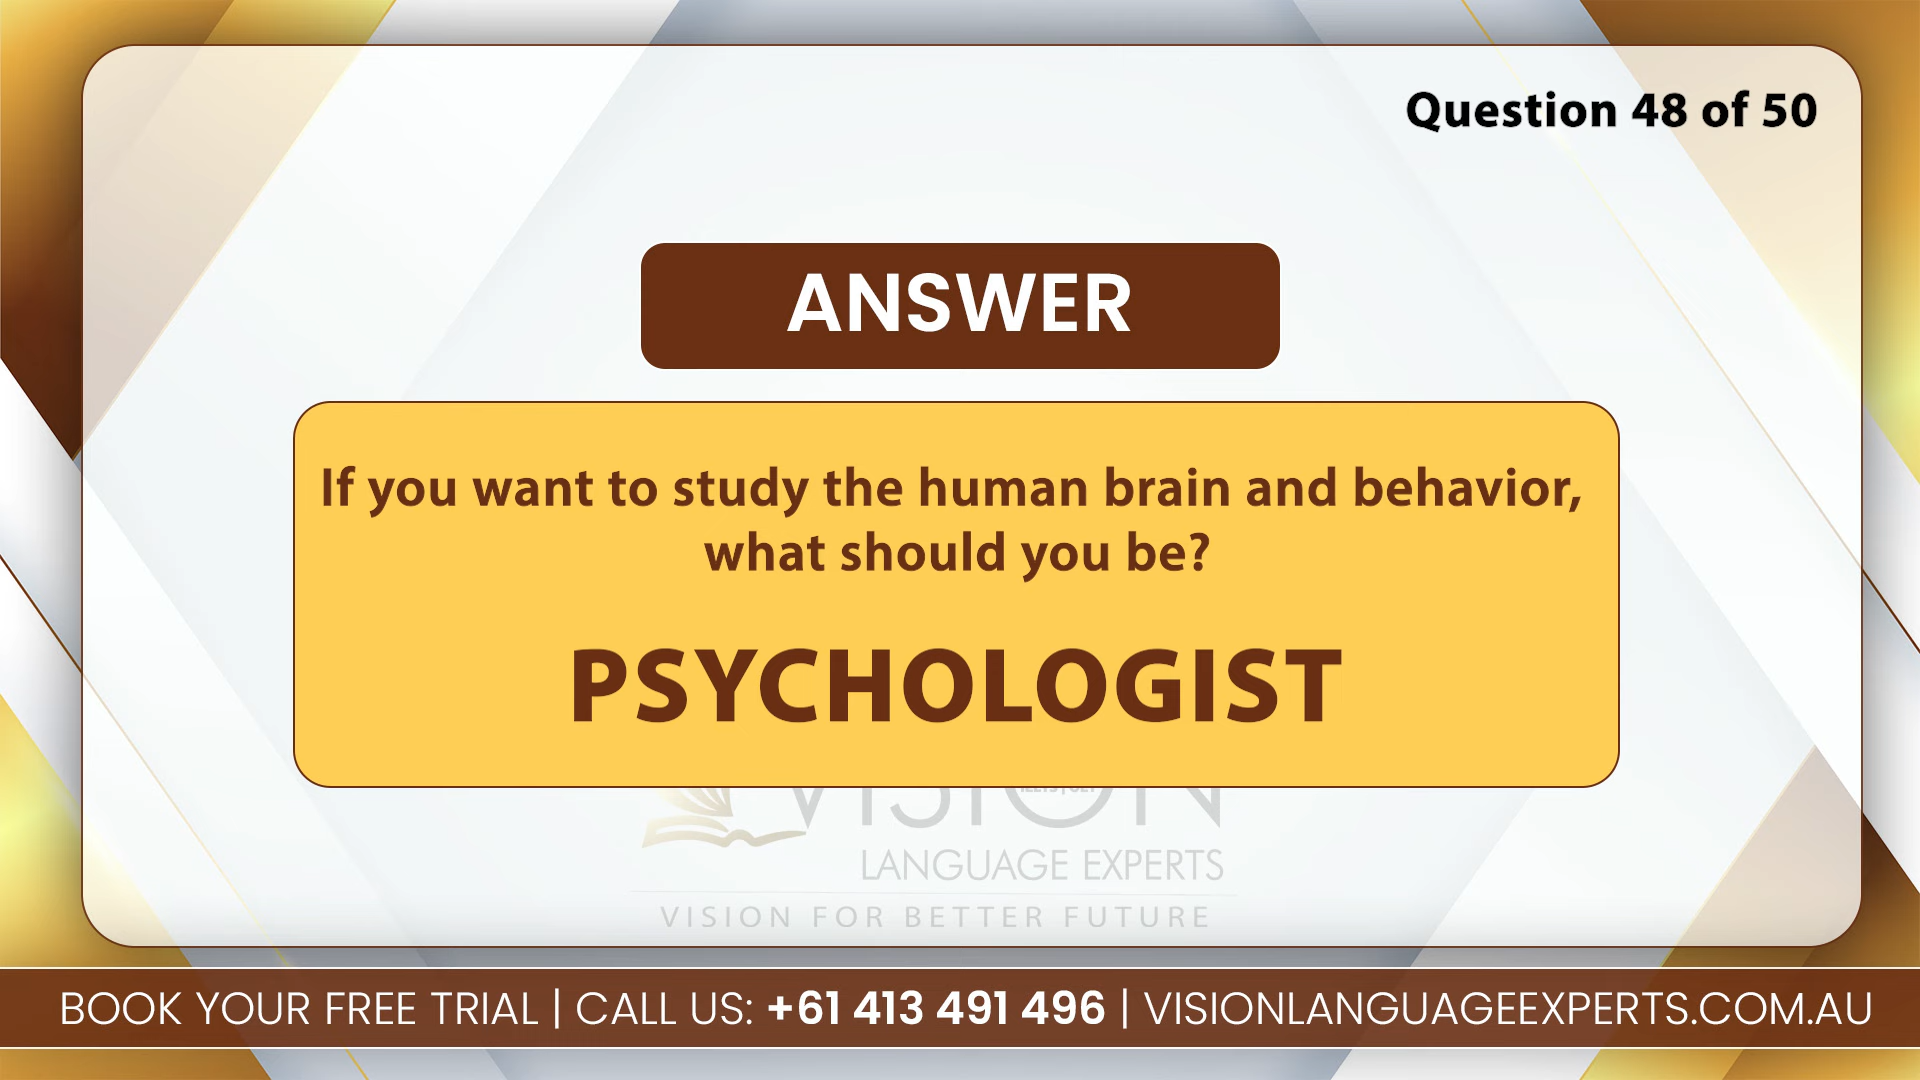 Question 48 of 50
ANSWER
If you want to study the human brain and behavior,
what should you be?
PSYCHOLOGIST
VISION
LANGUAGE EXPERTS
VISION FOR BETTER FUTURE
BOOK YOUR FREE TRIAL | CALL US: +61 413 491 496 | VISIONLANGUAGEEXPERTS.COM.AU